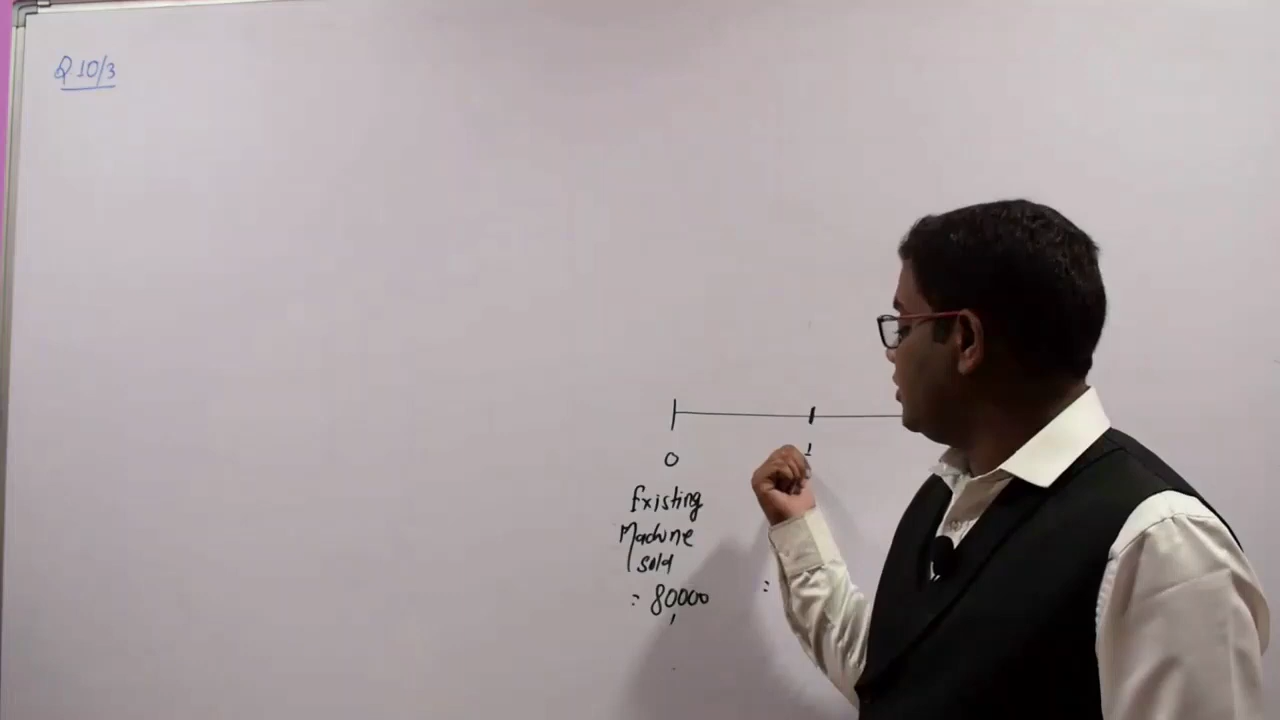 Q 10/3
0 1
Existing
Machine
sold
= 80000
=